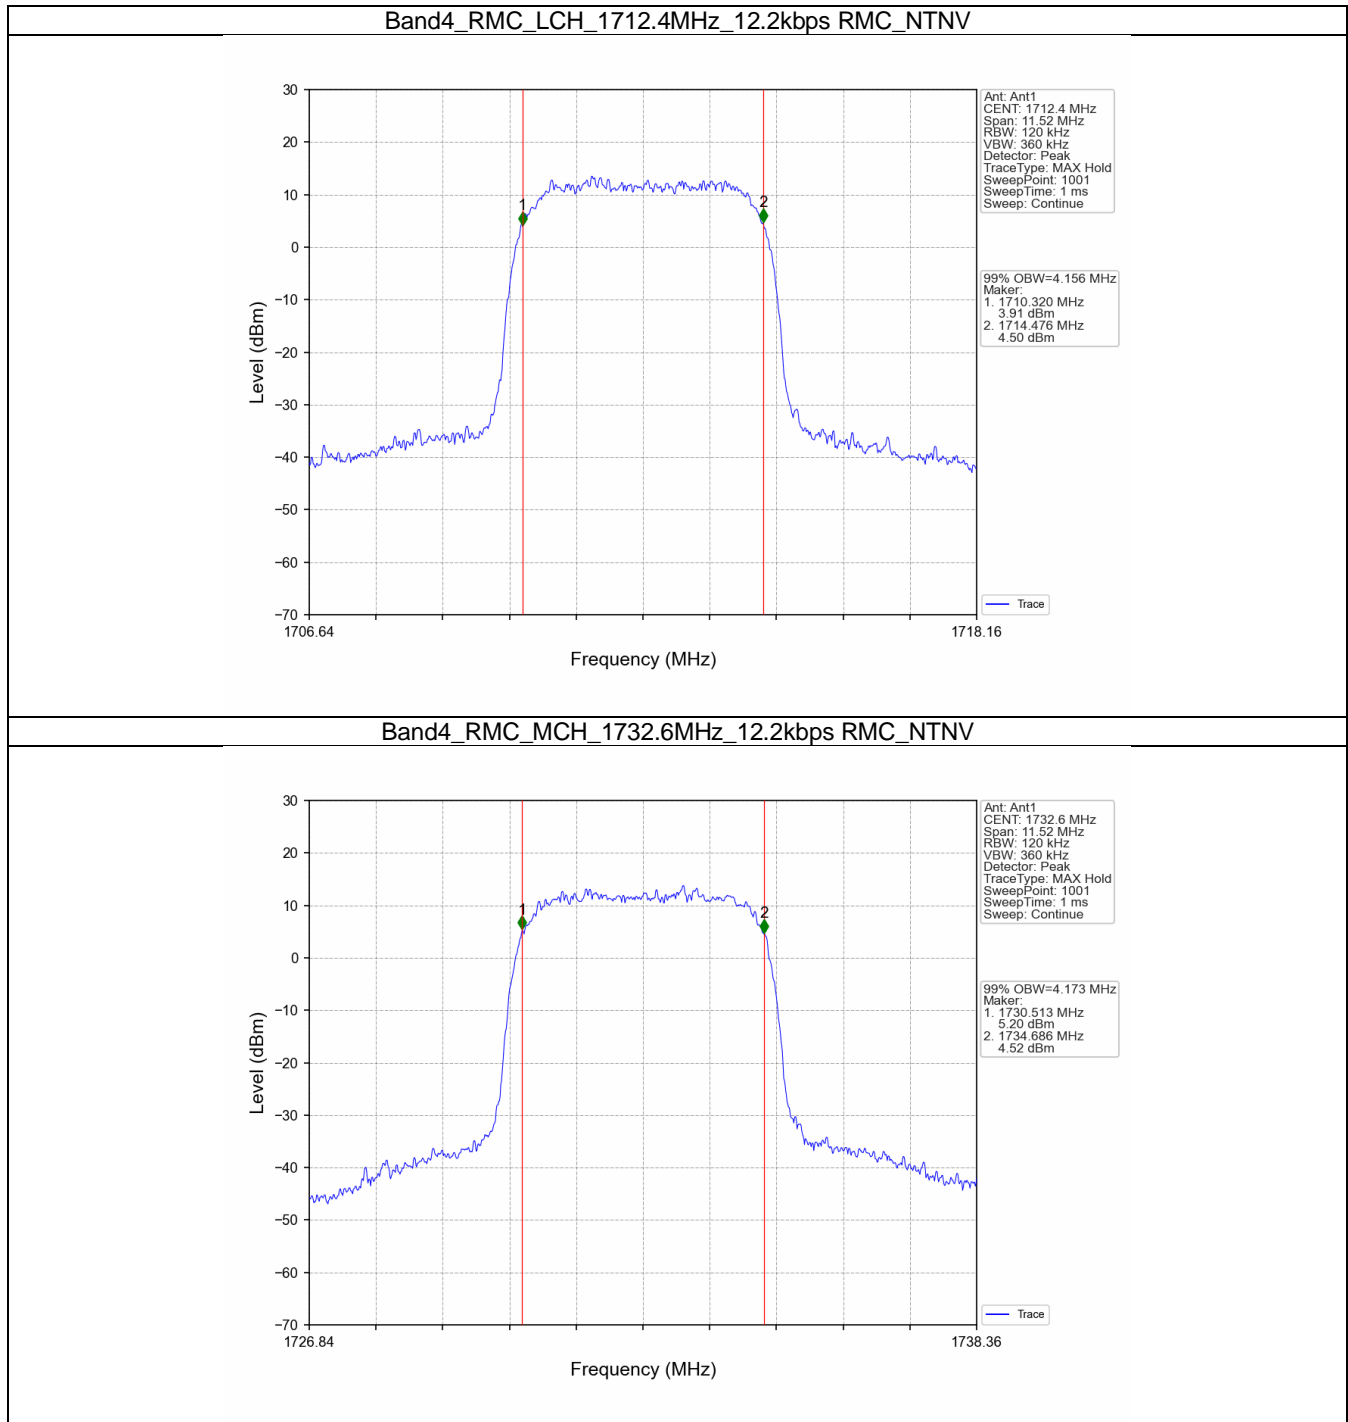 Band4_RMC_LCH_1712.4MHz_12.2kbps RMC_NTNV
30
20
10
0
−10
−20
−30
−40
−50
−60
−70
Level (dBm)
1
2
1706.64
1718.16
Frequency (MHz)
Ant: Ant1
CENT: 1712.4 MHz
Span: 11.52 MHz
RBW: 120 kHz
VBW: 360 kHz
Detector: Peak
TraceType: MAX Hold
SweepPoint: 1001
SweepTime: 1 ms
Sweep: Continue
99% OBW=4.156 MHz
Maker:
1. 1710.320 MHz
3.91 dBm
2. 1714.476 MHz
4.50 dBm
Trace
Band4_RMC_MCH_1732.6MHz_12.2kbps RMC_NTNV
30
20
10
0
−10
−20
−30
−40
−50
−60
−70
Level (dBm)
1
2
1726.84
1738.36
Frequency (MHz)
Ant: Ant1
CENT: 1732.6 MHz
Span: 11.52 MHz
RBW: 120 kHz
VBW: 360 kHz
Detector: Peak
TraceType: MAX Hold
SweepPoint: 1001
SweepTime: 1 ms
Sweep: Continue
99% OBW=4.173 MHz
Maker:
1. 1730.513 MHz
5.20 dBm
2. 1734.686 MHz
4.52 dBm
Trace